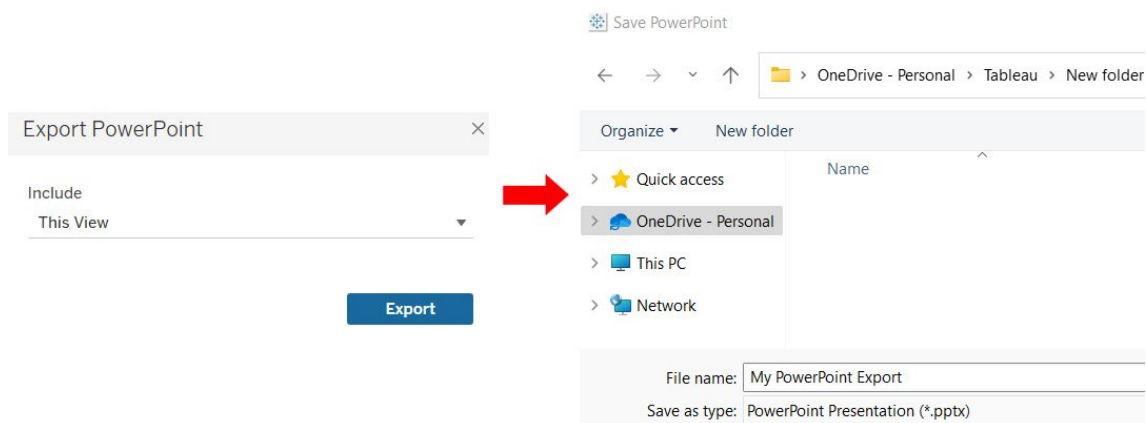 Export PowerPoint
Include
This View
Export
Save PowerPoint
OneDrive - Personal > Tableau > New folder
Organize New folder
Name
Quick access
OneDrive - Personal
This PC
Network
File name: My PowerPoint Export
Save as type: PowerPoint Presentation (*.pptx)